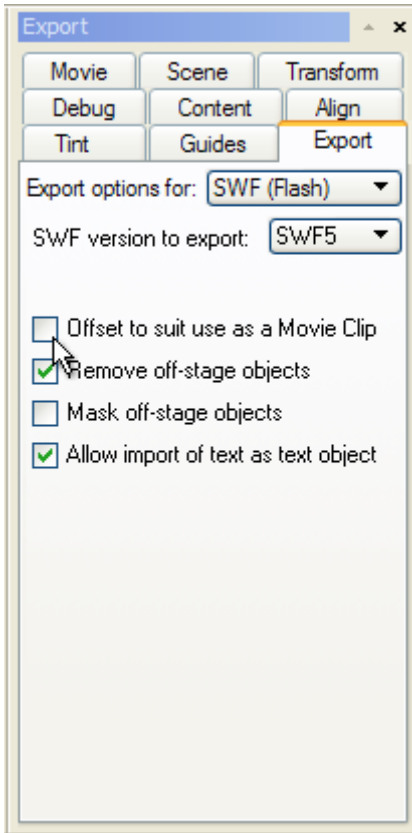 Export
Movie Scene Transform
Debug Content Align
Tint Guides Export
Export options for: SWF (Flash)
SWF version to export: SWF5
Offset to suit use as a Movie Clip
Remove off-stage objects
Mask off-stage objects
Allow import of text as text object